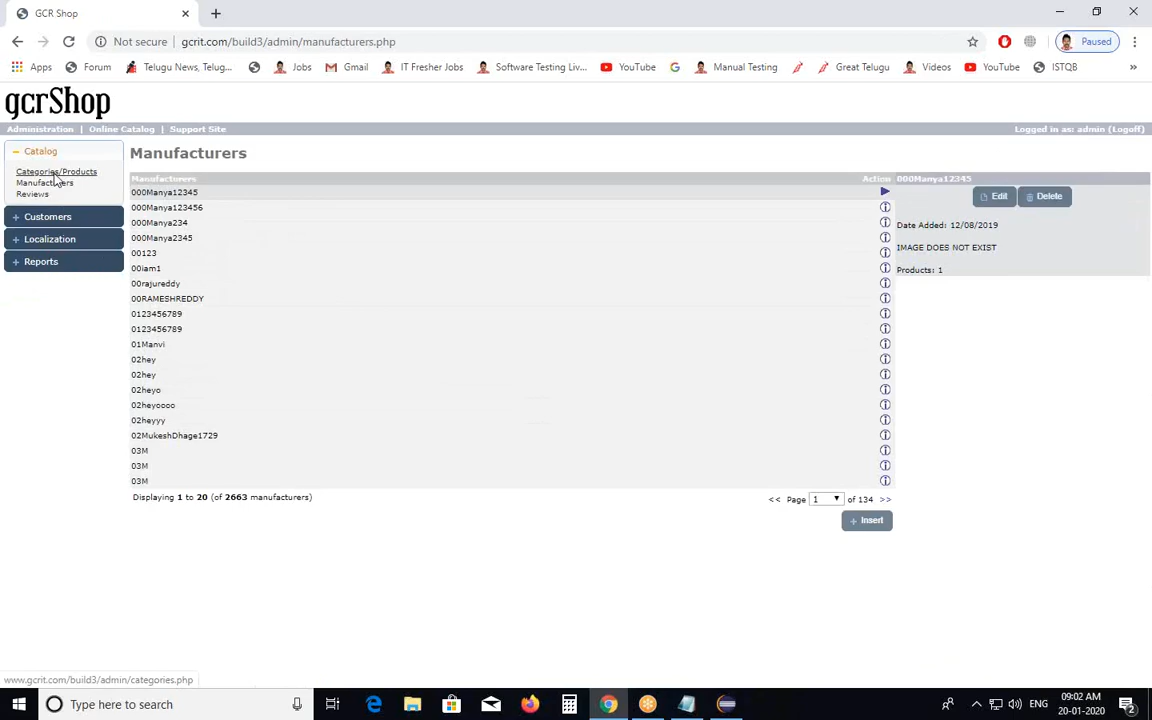 GCR Shop
Not secure gcrit.com/build3/admin/manufacturers.php Paused
Apps Forum Telugu News, Telug... Jobs Gmail IT Fresher Jobs Software Testing Liv... YouTube Manual Testing Great Telugu Videos YouTube ISTQB
gcrShop
Administration | Online Catalog | Support Site Logged in as: admin (Logoff)
Catalog
Categories/Products
Manufacturers
Reviews
Customers
Localization
Reports
Manufacturers
Manufacturers Action
000Manya12345
000Manya123456
000Manya234
000Manya2345
00123
00iam1
00rajureddy
00RAMESHREDDY
0123456789
0123456789
01Manvi
02hey
02hey
02heyo
02heyoooo
02heyyy
02MukeshDhage1729
03M
03M
03M
Displaying 1 to 20 (of 2663 manufacturers) << Page 1 of 134 >>
Insert
000Manya12345
Edit Delete
Date Added: 12/08/2019
IMAGE DOES NOT EXIST
Products: 1
www.gcrit.com/build3/admin/categories.php
Type here to search
09:02 AM
20-01-2020
2